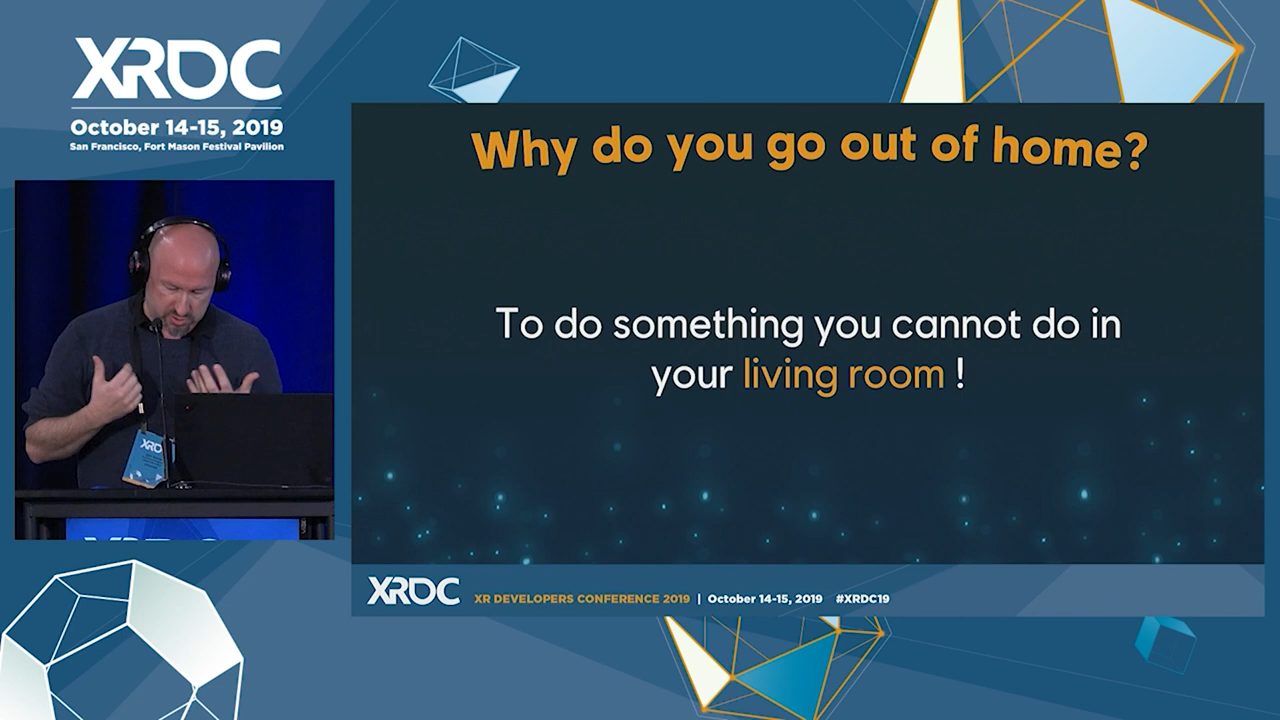 XRDC
October 14-15, 2019
San Francisco, Fort Mason Festival Pavilion
Why do you go out of home?
To do something you cannot do in
your living room !
XRDC
XRDC
XR DEVELOPERS CONFERENCE 2019 | October 14-15, 2019 #XRDC19